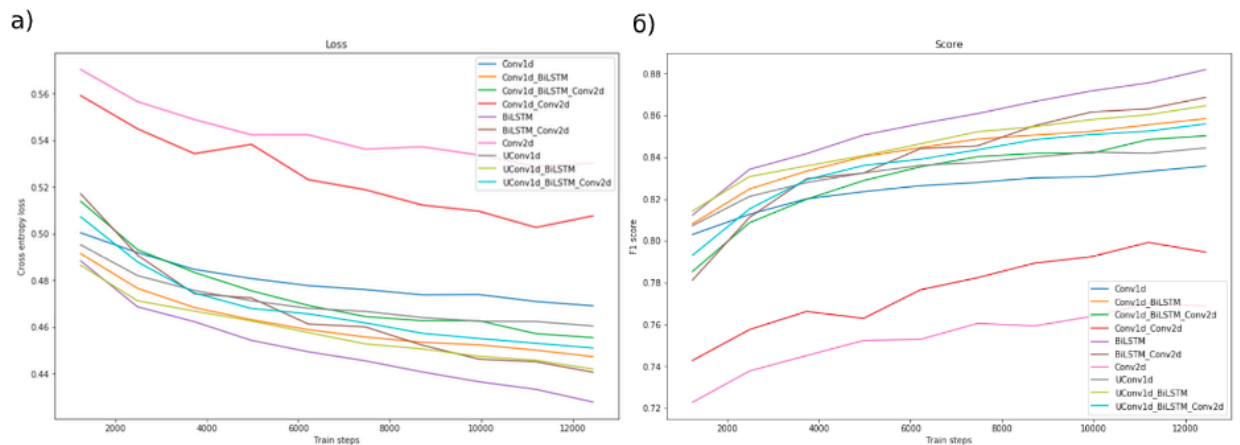 а)
Loss
Cross entropy loss
0.56
0.54
0.52
0.50
0.48
0.46
0.44
2000
4000
6000
8000
10000
12000
Train steps
Conv1d
Conv1d_BiLSTM
Conv1d_BiLSTM_Conv2d
Conv1d_Conv2d
BiLSTM
BiLSTM_Conv2d
Conv2d
UConv1d
UConv1d_BiLSTM
UConv1d_BiLSTM_Conv2d
б)
Score
F1 score
0.88
0.86
0.84
0.82
0.80
0.78
0.76
0.74
0.72
2000
4000
6000
8000
10000
12000
Train steps
Conv1d
Conv1d_BiLSTM
Conv1d_BiLSTM_Conv2d
Conv1d_Conv2d
BiLSTM
BiLSTM_Conv2d
Conv2d
UConv1d
UConv1d_BiLSTM
UConv1d_BiLSTM_Conv2d